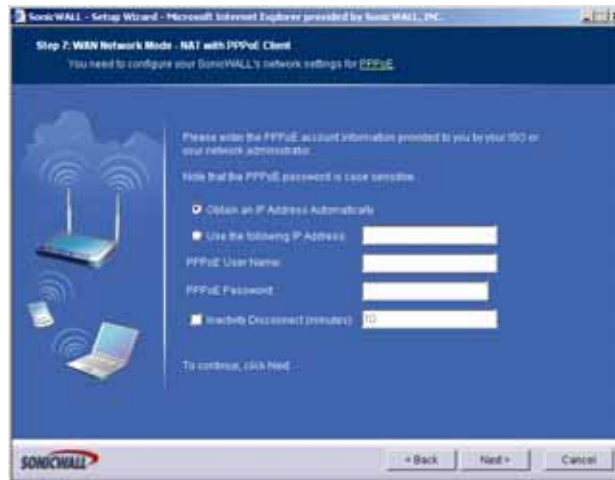 SonicWALL - Setup Wizard - Microsoft Internet Explorer provided by SonicWALL, INC.
Step 7: WAN Network Mode - NAT with PPPoE Client
You need to configure your SonicWALL's network settings for PPPoE.
Please enter the PPPoE account information provided to you by your ISO or
your network administrator.
Note that the PPPoE password is case sensitive.
Obtain an IP Address Automatically
Use the following IP Address:
PPPoE User Name:
PPPoE Password:
Inactivity Disconnect (minutes): 10
To continue, click Next.
SONICWALL
< Back Next > Cancel